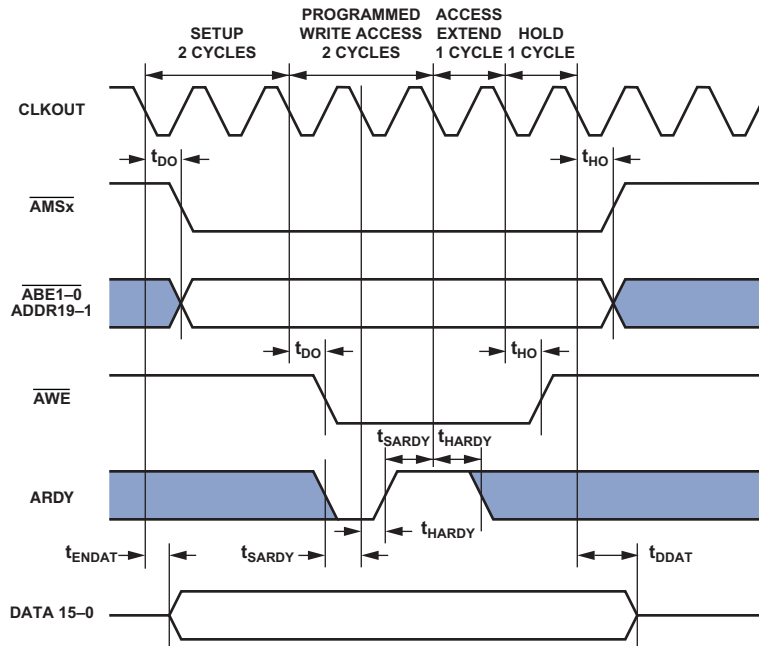 SETUP
2 CYCLES
PROGRAMMED
WRITE ACCESS
2 CYCLES
ACCESS
EXTEND
1 CYCLE
HOLD
1 CYCLE
CLKOUT
tDO
tHO
AMSx
ABE1–0
ADDR19–1
tDO
tHO
AWE
tSARDY
tHARDY
ARDY
tHARDY
tENDAT
tSARDY
tDDAT
DATA 15–0